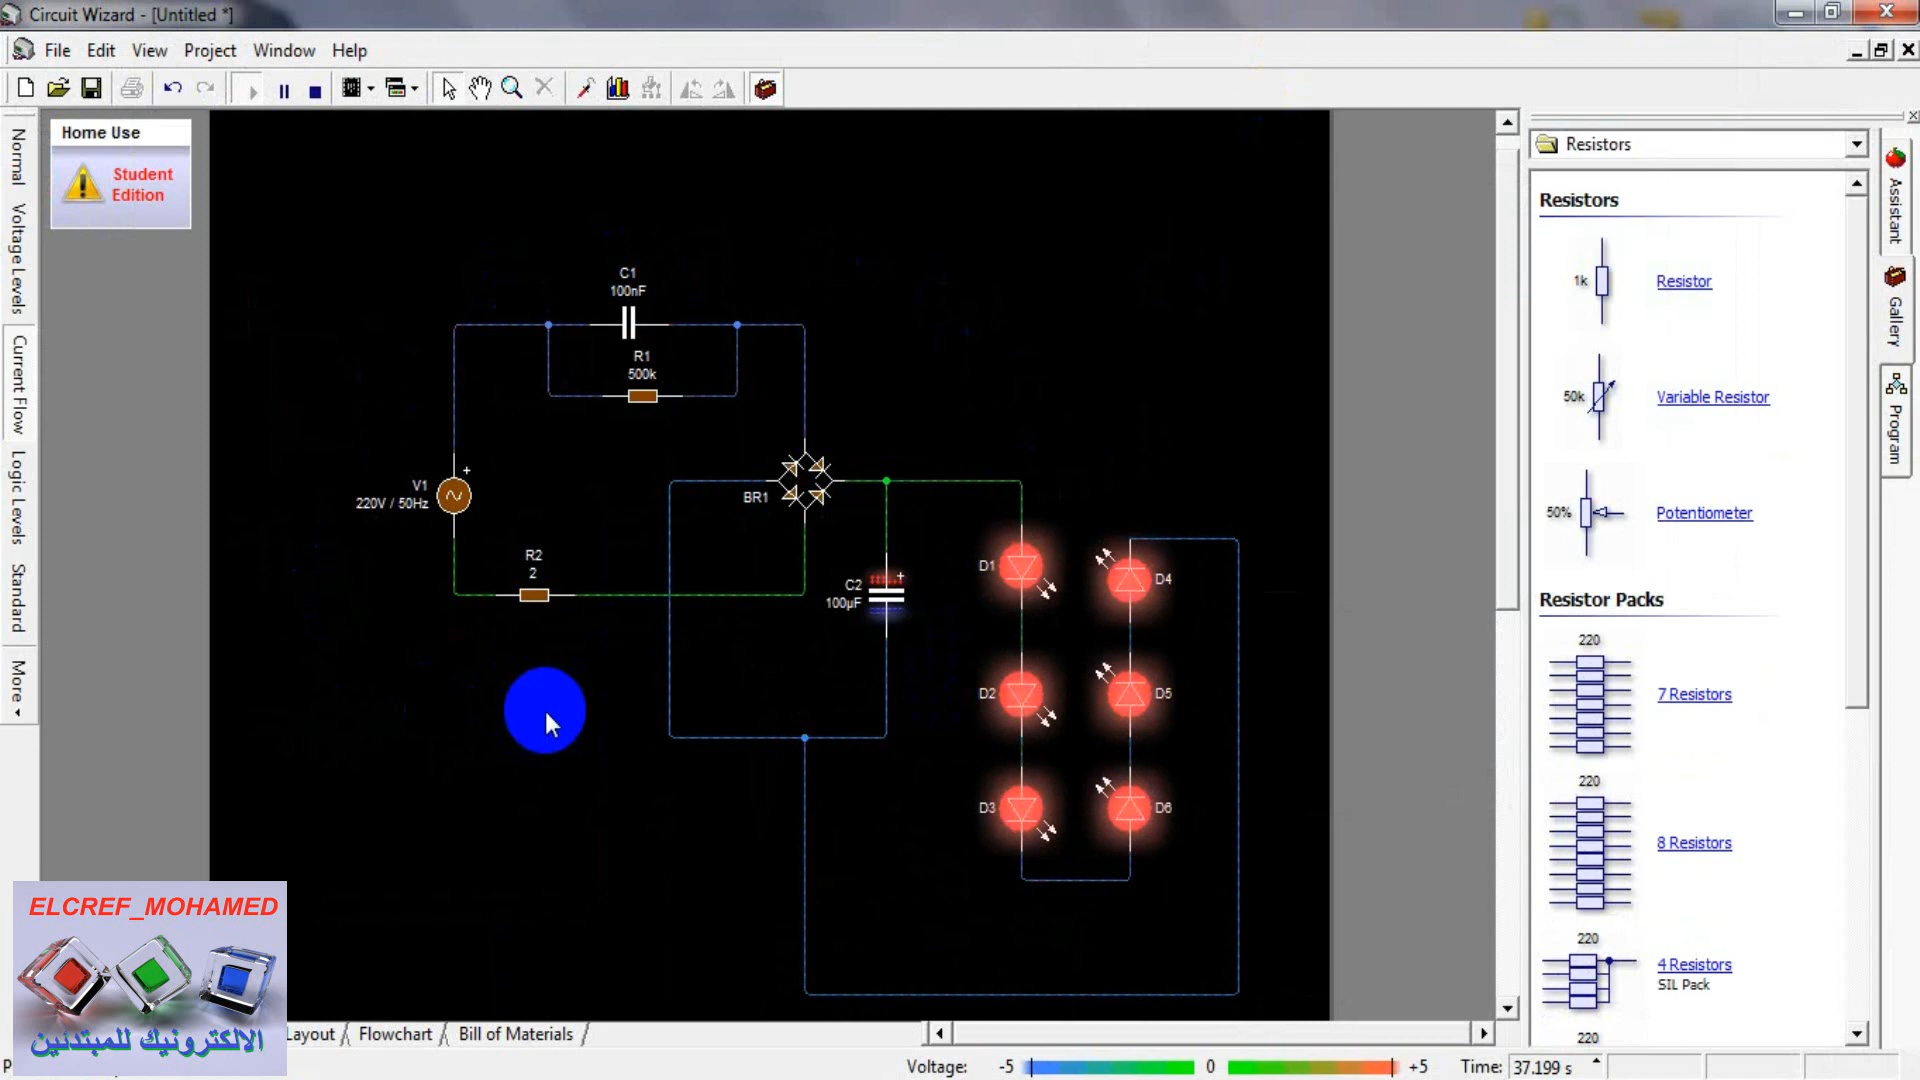 Circuit Wizard - [Untitled *]
File Edit View Project Window Help
Home Use
Student
Edition
Normal
Voltage Levels
Current Flow
Logic Levels
Standard
More
C1
100nF
R1
500k
V1
220V / 50Hz
+
BR1
R2
2
C2
100µF
+
D1
D2
D3
D4
D5
D6
Resistors
Resistors
1k
Resistor
50k
Variable Resistor
50%
Potentiometer
Resistor Packs
220
7 Resistors
220
8 Resistors
220
4 Resistors
SIL Pack
220
Assistant
Gallery
Program
ELCREF_MOHAMED
الالكترونيك للمبتدئين
Layout Flowchart Bill of Materials
Voltage: -5 0 +5 Time: 37.199 s